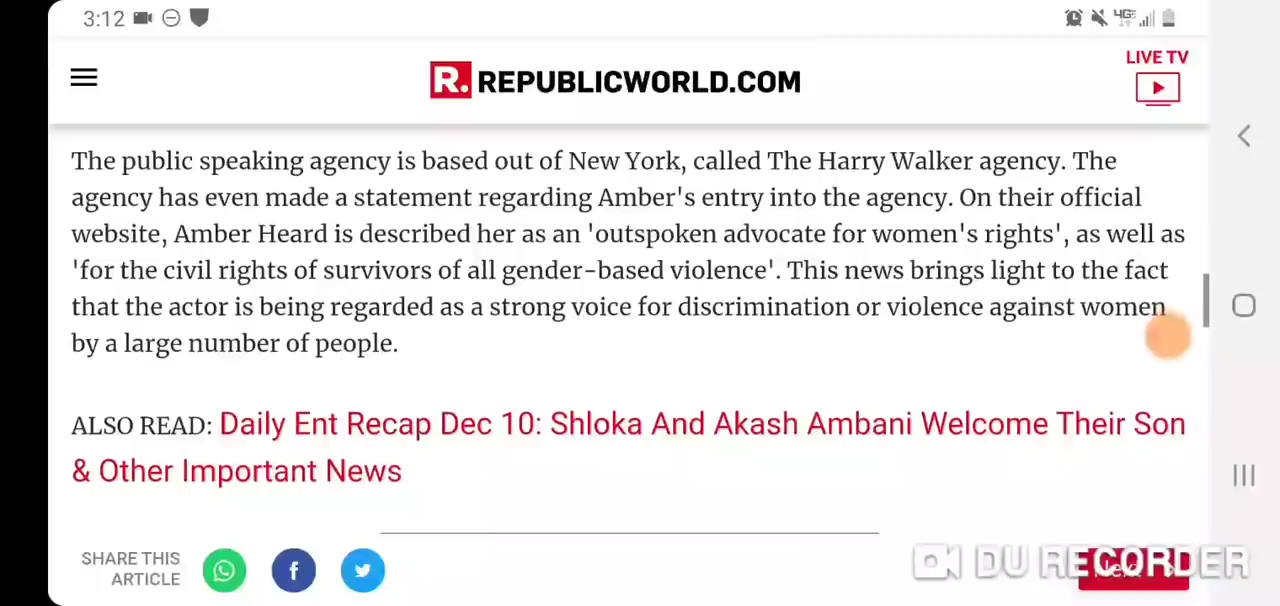 3:12
4GE
LIVE TV
R. REPUBLICWORLD.COM
The public speaking agency is based out of New York, called The Harry Walker agency. The
agency has even made a statement regarding Amber's entry into the agency. On their official
website, Amber Heard is described her as an 'outspoken advocate for women's rights', as well as
'for the civil rights of survivors of all gender-based violence'. This news brings light to the fact
that the actor is being regarded as a strong voice for discrimination or violence against women
by a large number of people.
ALSO READ: Daily Ent Recap Dec 10: Shloka And Akash Ambani Welcome Their Son
& Other Important News
SHARE THIS
ARTICLE
DU RECORDER